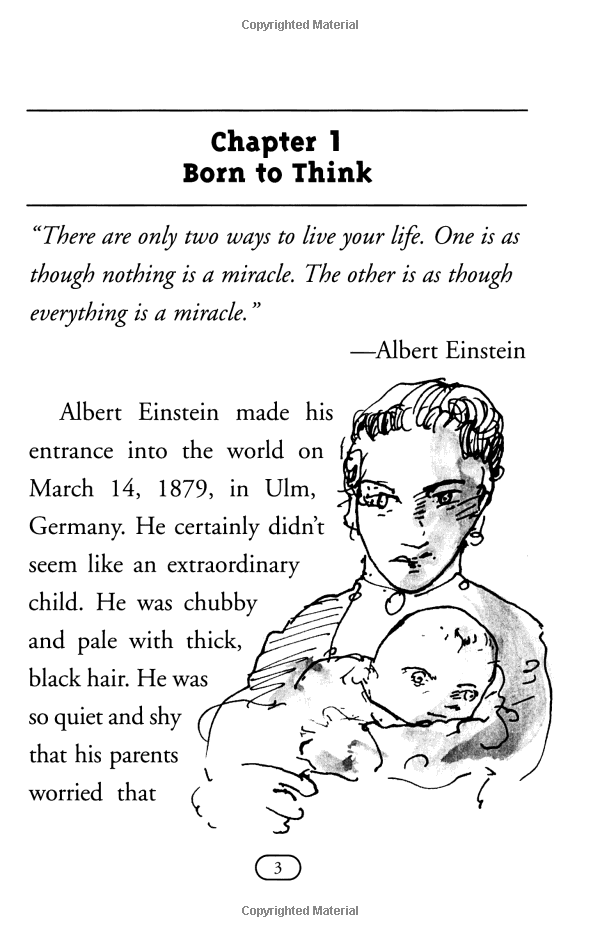 Copyrighted Material
Chapter 1
Born to Think
“There are only two ways to live your life. One is as
though nothing is a miracle. The other is as though
everything is a miracle.”
—Albert Einstein
Albert Einstein made his
entrance into the world on
March 14, 1879, in Ulm,
Germany. He certainly didn’t
seem like an extraordinary
child. He was chubby
and pale with thick,
black hair. He was
so quiet and shy
that his parents
worried that
3
Copyrighted Material